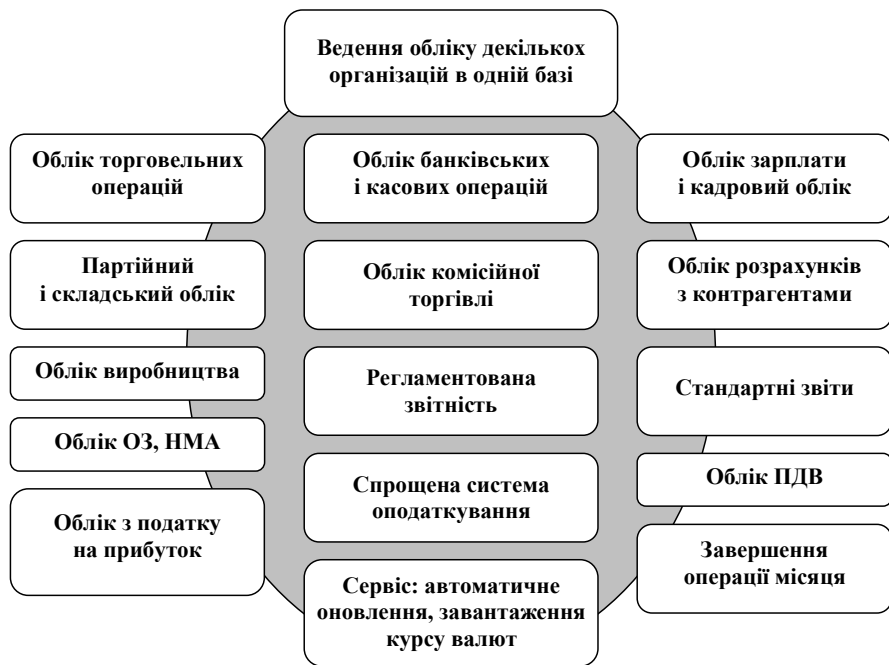 Ведення обліку декількох
організацій в одній базі
Облік торговельних
операцій
Облік банківських
і касових операцій
Облік зарплати
і кадровий облік
Партійний
і складський облік
Облік комісійної
торгівлі
Облік розрахунків
з контрагентами
Облік виробництва
Регламентована
звітність
Стандартні звіти
Облік ОЗ, НМА
Спрощена система
оподаткування
Облік ПДВ
Облік з податку
на прибуток
Сервіс: автоматичне
оновлення, завантаження
курсу валют
Завершення
операції місяця